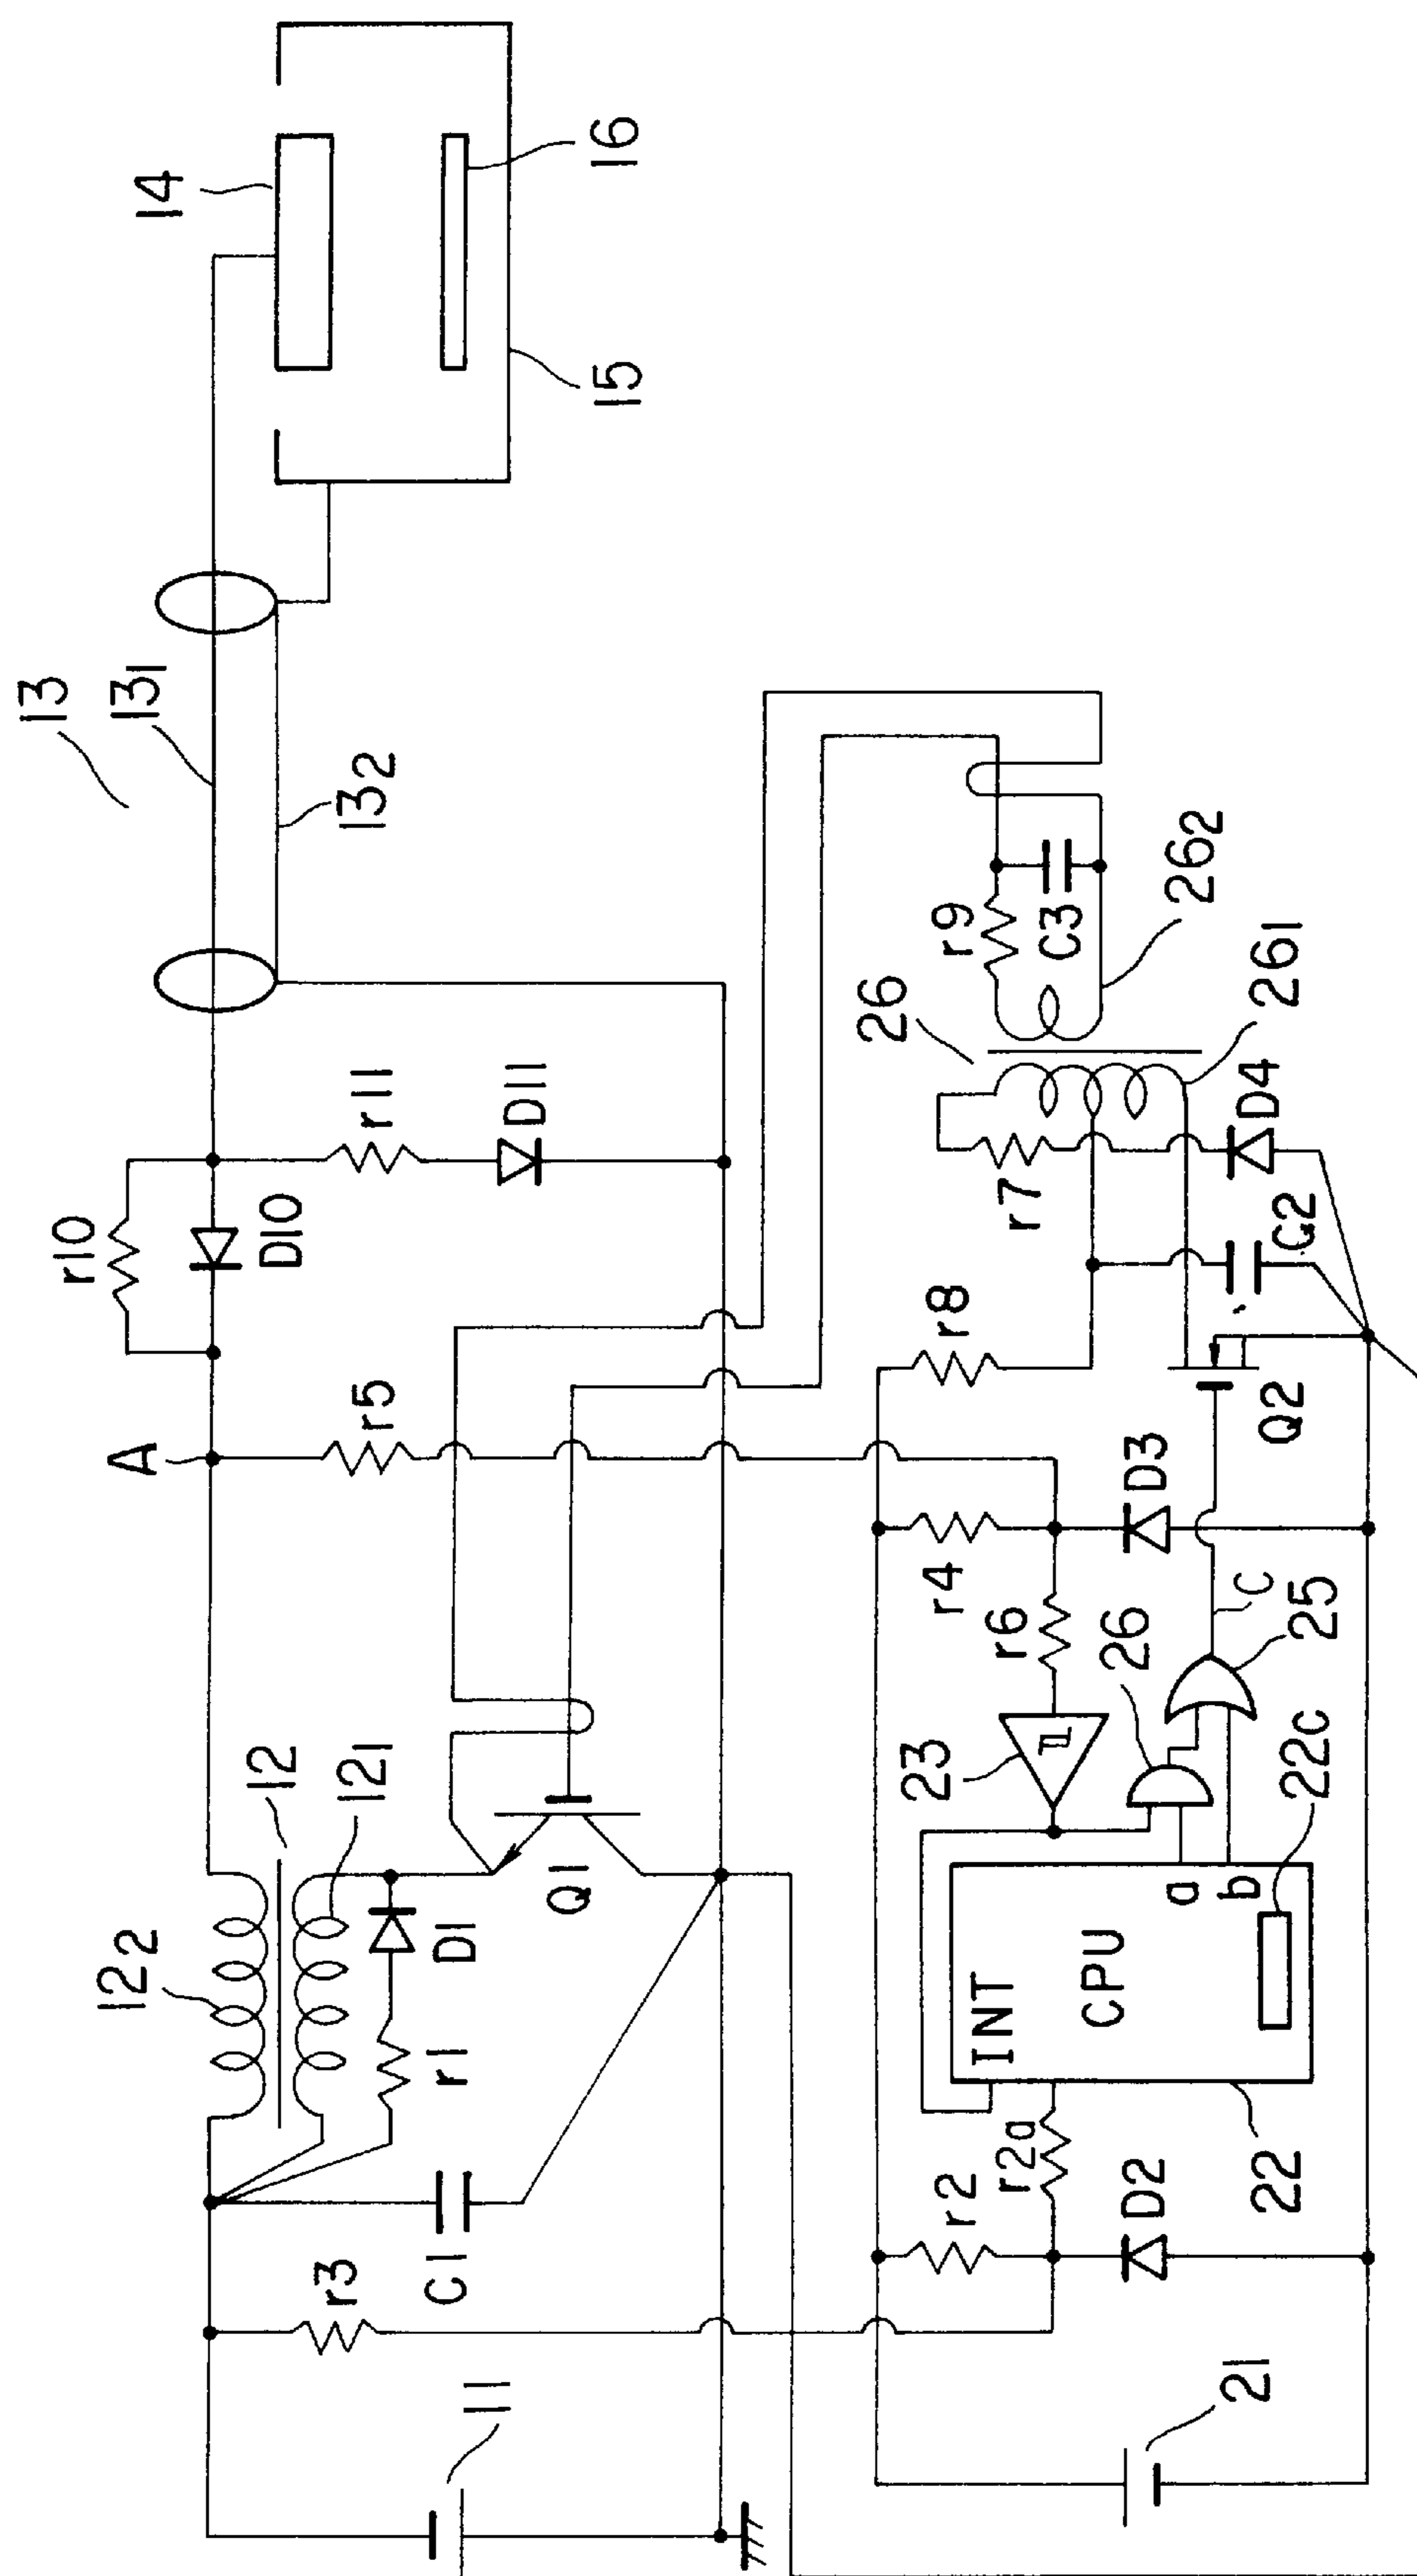 13
13₁
13₂
14
15
16
r10
D10
r11
D11
A
r5
12
12₁
12₂
D1
r1
Q1
C1
r3
11
26
26₁
26₂
r9
C3
r7
D4
C2
r8
Q2
r4
D3
r6
23
26
C
25
INT
CPU
a
b
22c
22
r2a
r2
D2
21